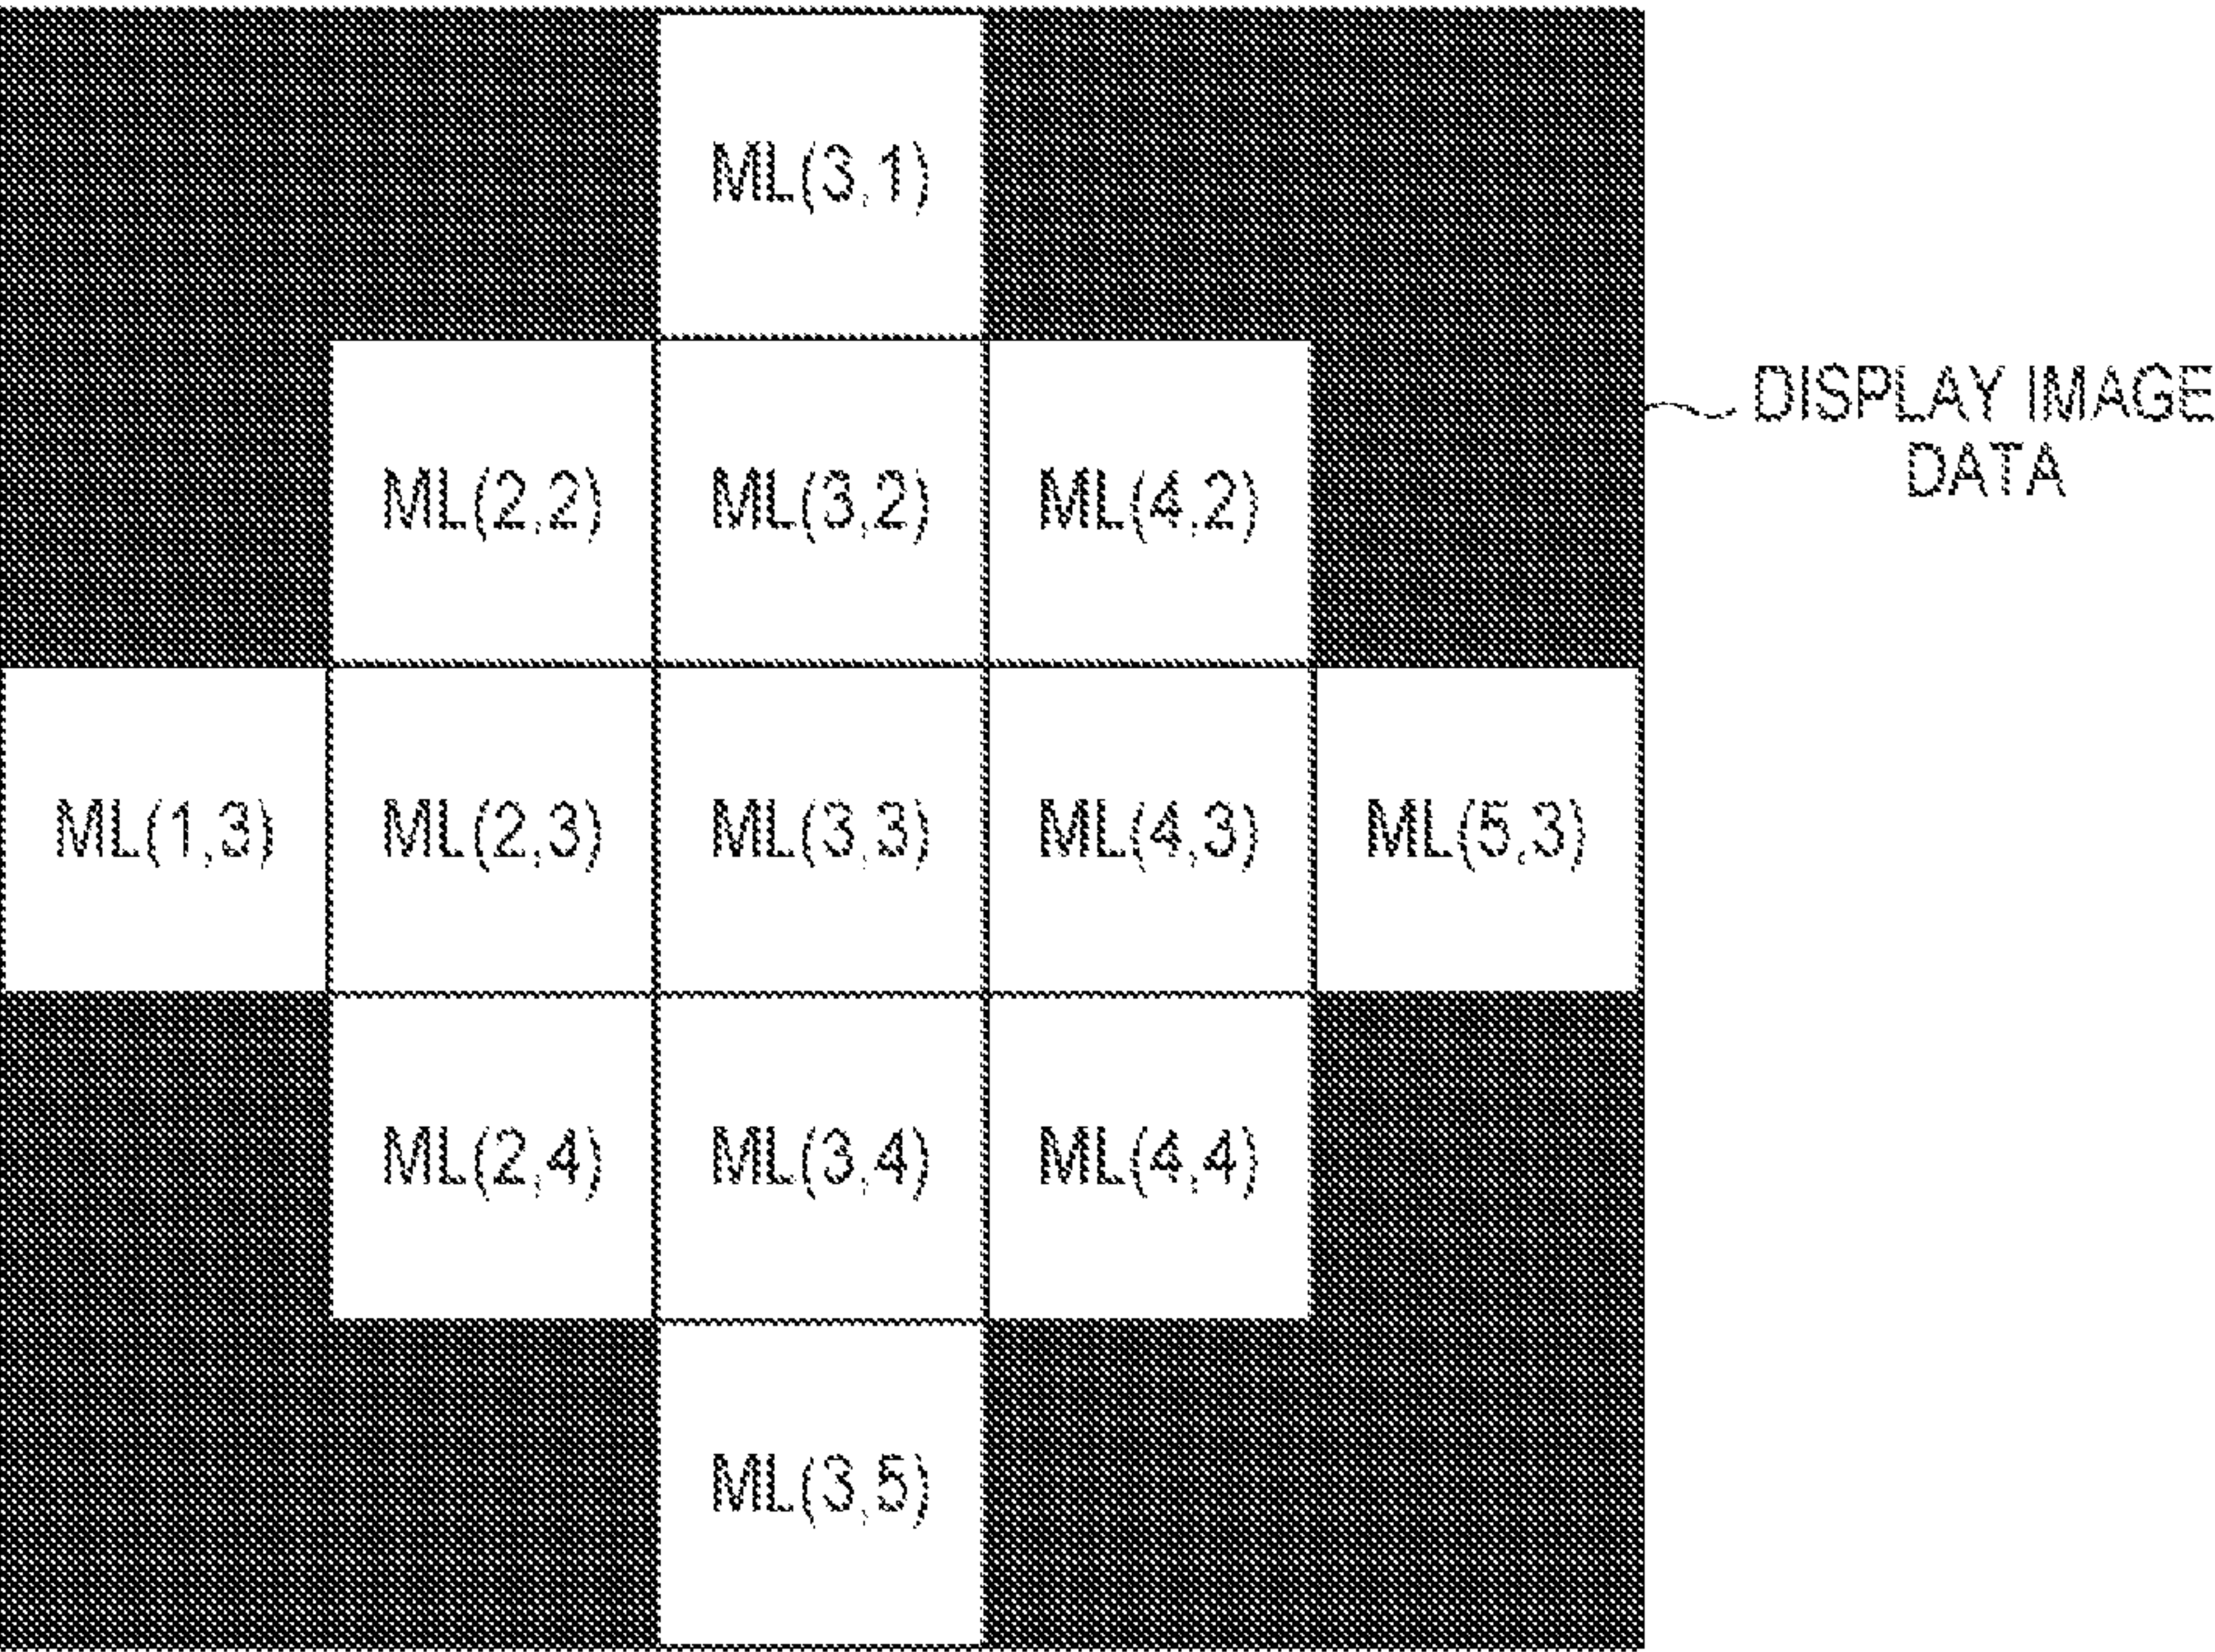 ML(3,1)
DISPLAY IMAGE
DATA
ML(2,2) ML(3,2) ML(4,2)
ML(1,3) ML(2,3) ML(3,3) ML(4,3) ML(5,3)
ML(2,4) ML(3,4) ML(4,4)
ML(3,5)